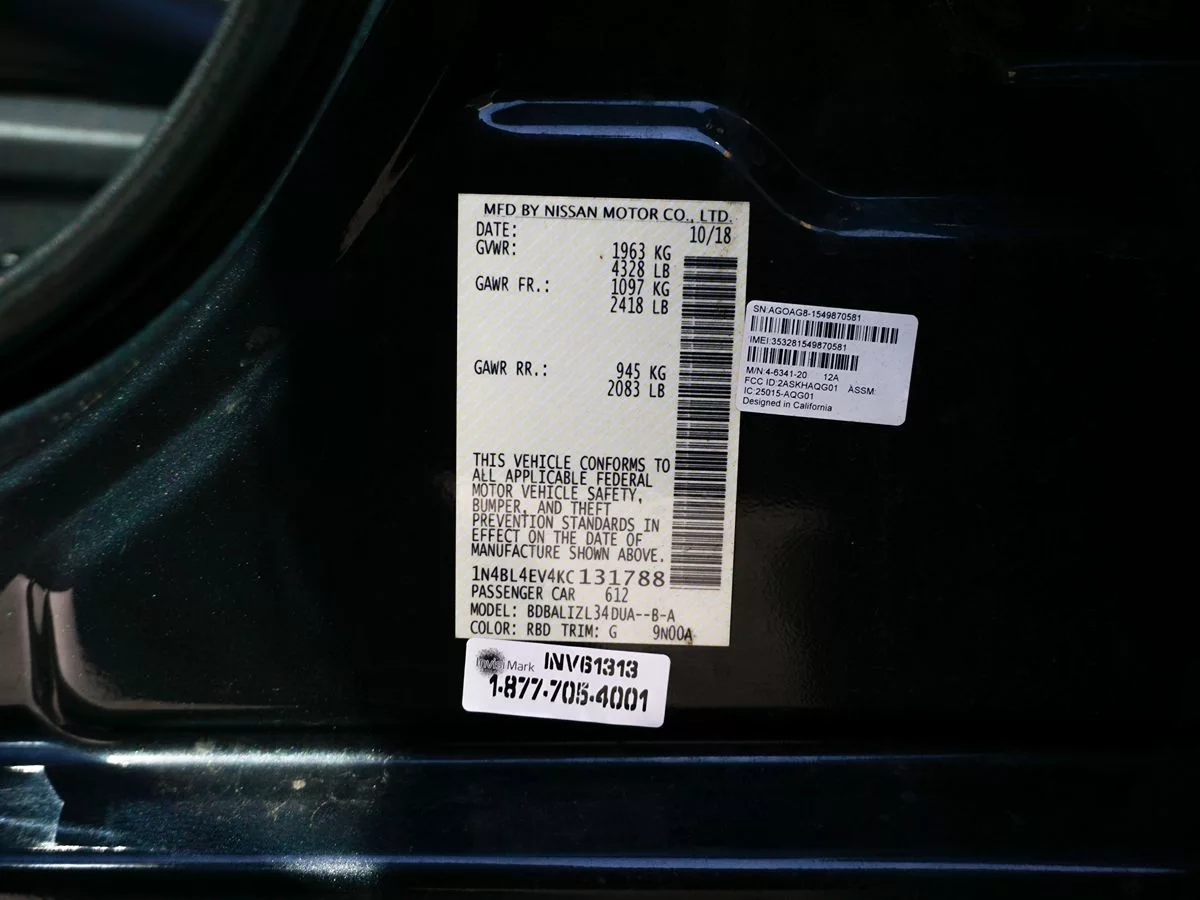 MFD BY NISSAN MOTOR CO., LTD.
DATE: 10/18
GVWR: 1963 KG
4328 LB
GAWR FR.: 1097 KG
2418 LB
GAWR RR.: 945 KG
2083 LB
THIS VEHICLE CONFORMS TO
ALL APPLICABLE FEDERAL
MOTOR VEHICLE SAFETY,
BUMPER, AND THEFT
PREVENTION STANDARDS IN
EFFECT ON THE DATE OF
MANUFACTURE SHOWN ABOVE.
1N4BL4EV4KC131788
PASSENGER CAR 612
MODEL: BDBALIZL34DUA--B-A
COLOR: RBD TRIM: G 9N00A
SN:AGOAG8-1549870581
IMEI:353281549870581
M/N:4-6341-20 12A
FCC ID:2ASKHAQG01 ASSM:
IC:25015-AQG01
Designed in California
InvisiMark INV61313
1-877-705-4001